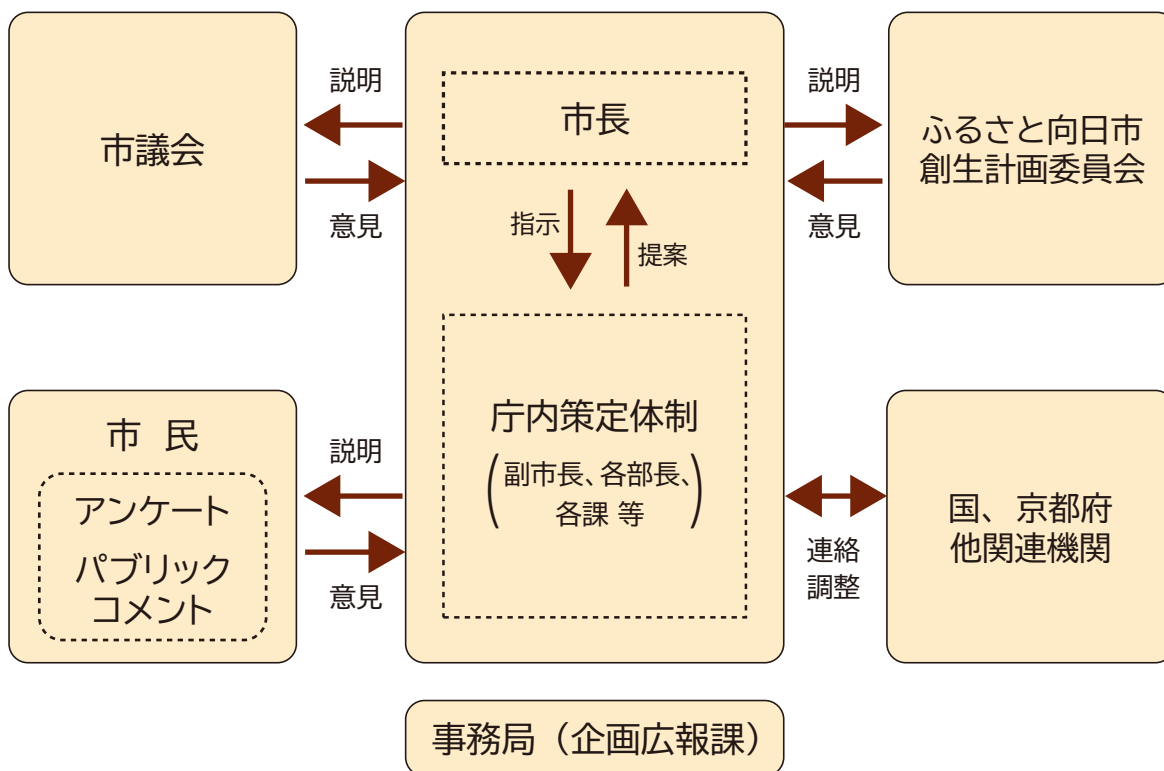 市議会
説明
意見
市長
指示
提案
説明
意見
ふるさと向日市
創生計画委員会
市 民
アンケート
パブリック
コメント
説明
意見
庁内策定体制
(副市長、各部長、
各課 等)
連絡
調整
国、京都府
他関連機関
事務局（企画広報課）